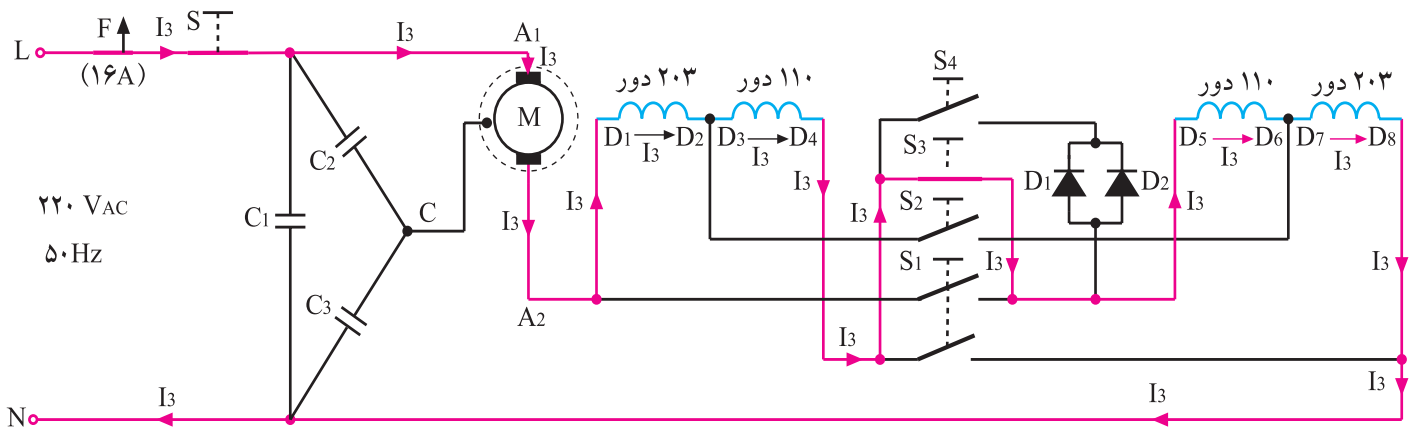 L
F
(۱۶A)
I3
S
I3
A1
I3
M
C1
C2
C3
C
۲۲۰ VAC
۵۰Hz
I3
A2
I3
۲۰۳ دور
۱۱۰ دور
D1 D2 D3 D4
I3 I3
I3
I3
I3
S4
S3
S2
S1
I3
D1 D2
I3
۱۱۰ دور
۲۰۳ دور
D5 D6 D7 D8
I3 I3
I3
I3
N
I3
I3